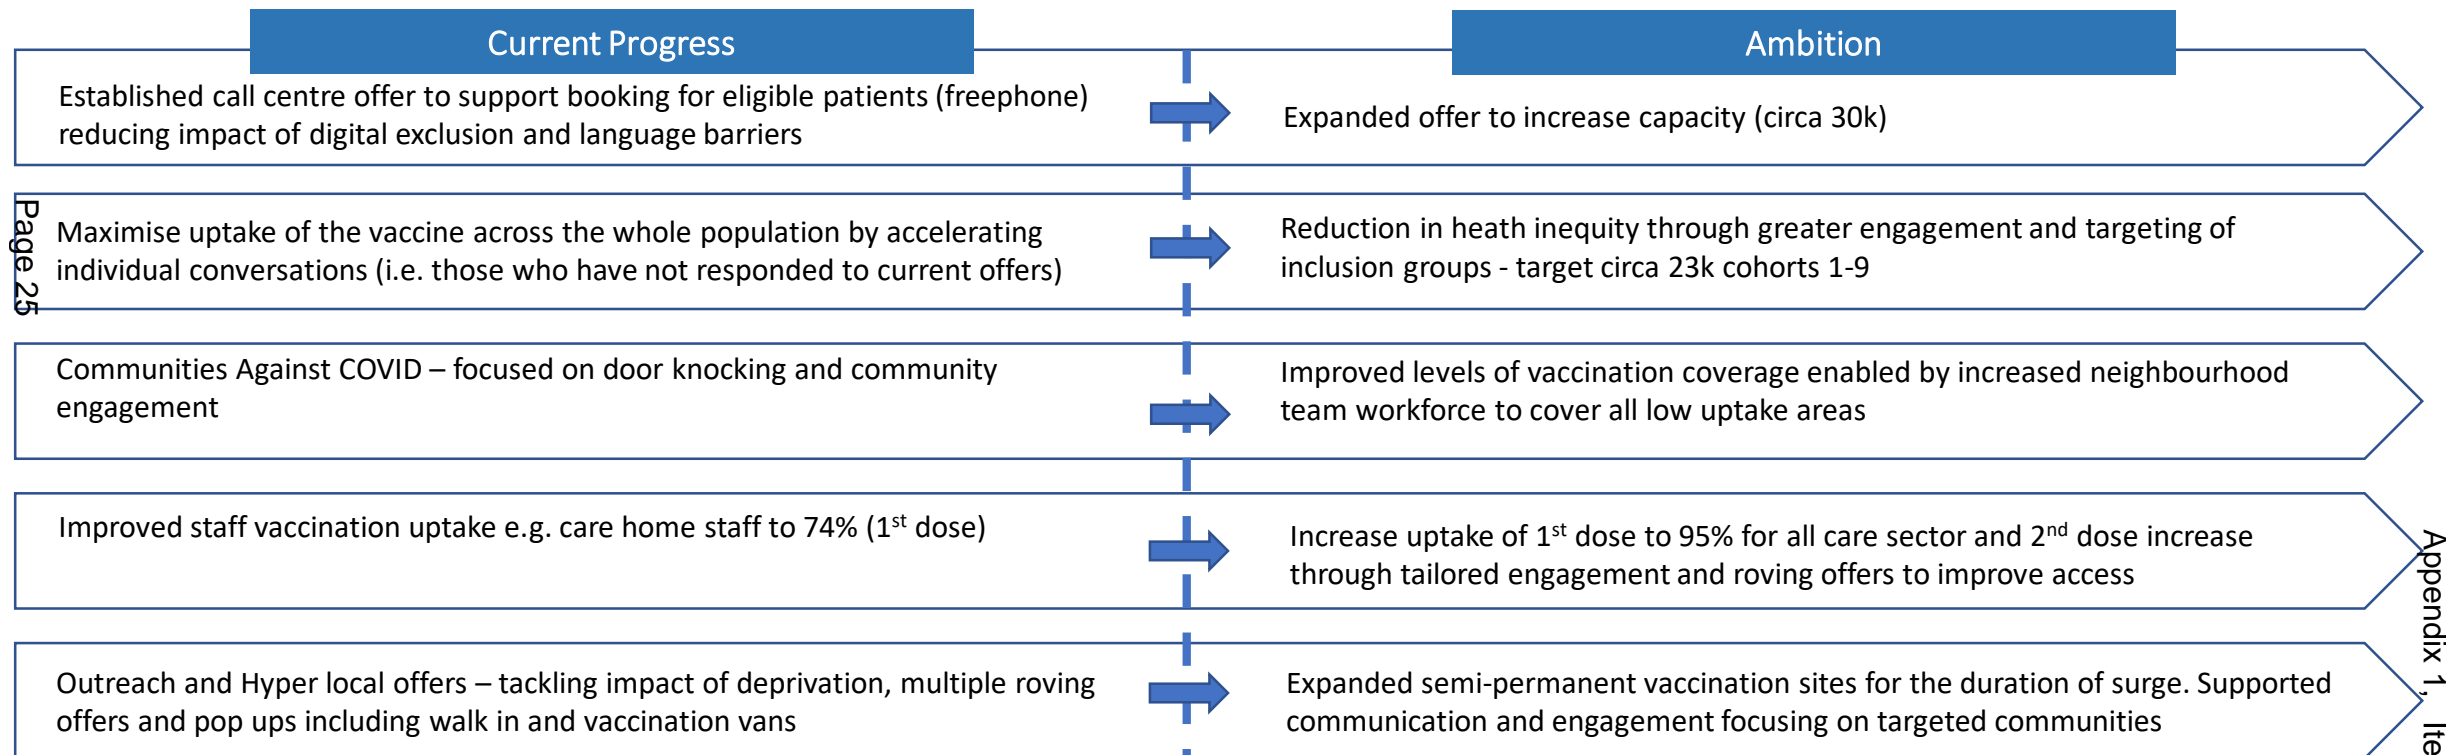 Current Progress
Ambition
Established call centre offer to support booking for eligible patients (freephone)
reducing impact of digital exclusion and language barriers
Expanded offer to increase capacity (circa 30k)
Page 25
Maximise uptake of the vaccine across the whole population by accelerating
individual conversations (i.e. those who have not responded to current offers)
Reduction in heath inequity through greater engagement and targeting of
inclusion groups - target circa 23k cohorts 1-9
Communities Against COVID – focused on door knocking and community
engagement
Improved levels of vaccination coverage enabled by increased neighbourhood
team workforce to cover all low uptake areas
Improved staff vaccination uptake e.g. care home staff to 74% (1st dose)
Increase uptake of 1st dose to 95% for all care sector and 2nd dose increase
through tailored engagement and roving offers to improve access
Outreach and Hyper local offers – tackling impact of deprivation, multiple roving
offers and pop ups including walk in and vaccination vans
Expanded semi-permanent vaccination sites for the duration of surge. Supported
communication and engagement focusing on targeted communities
Appendix 1,